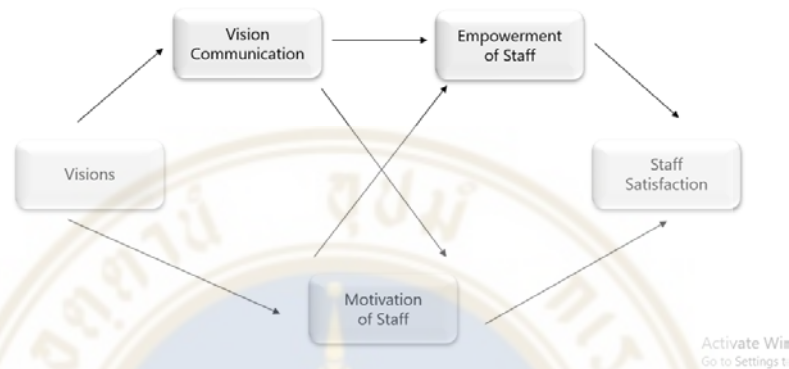 Vision
Communication
Empowerment
of Staff
Visions
Staff
Satisfaction
Motivation
of Staff
Activate Win
Go to Settings t